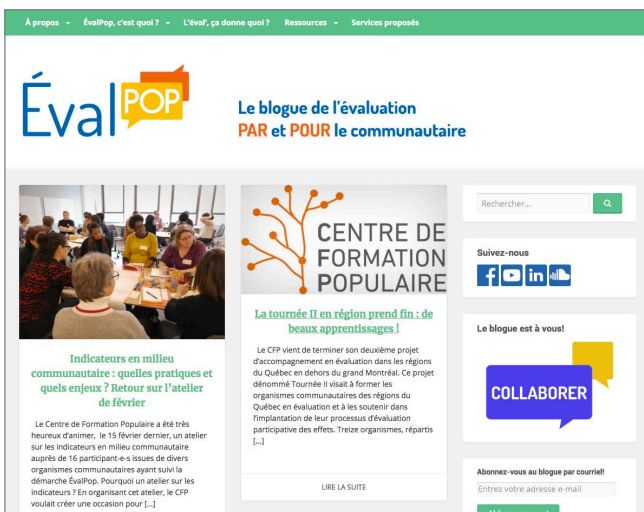 À propos ÉvalPop, c'est quoi ? L'éval', ça donne quoi ? Ressources Services proposés
Éval POP
Le blogue de l'évaluation
PAR et POUR le communautaire
Indicateurs en milieu
communautaire : quelles pratiques et
quels enjeux ? Retour sur l'atelier
de février
Le Centre de Formation Populaire a été très
heureux d'animer, le 15 février dernier, un atelier
sur les indicateurs en milieu communautaire
auprès de 16 participant-e-s issues de divers
organismes communautaires ayant suivi la
démarche ÉvalPop. Pourquoi un atelier sur les
indicateurs ? En organisant cet atelier, le CFP
voulait créer une occasion pour [...]
CENTRE DE
FORMATION
POPULAIRE
La tournée II en région prend fin : de
beaux apprentissages !
Le CFP vient de terminer son deuxième projet
d'accompagnement en évaluation dans les régions
du Québec en dehors du grand Montréal. Ce projet
dénommé Tournée II visait à former les
organismes communautaires des régions du
Québec en évaluation et à les soutenir dans
l'implantation de leur processus d'évaluation
participative des effets. Treize organismes, répartis
[...]
LIRE LA SUITE
Rechercher...
Suivez-nous
Le blogue est à vous!
COLLABORER
Abonnez-vous au blogue par courriel!
Entrez votre adresse e-mail